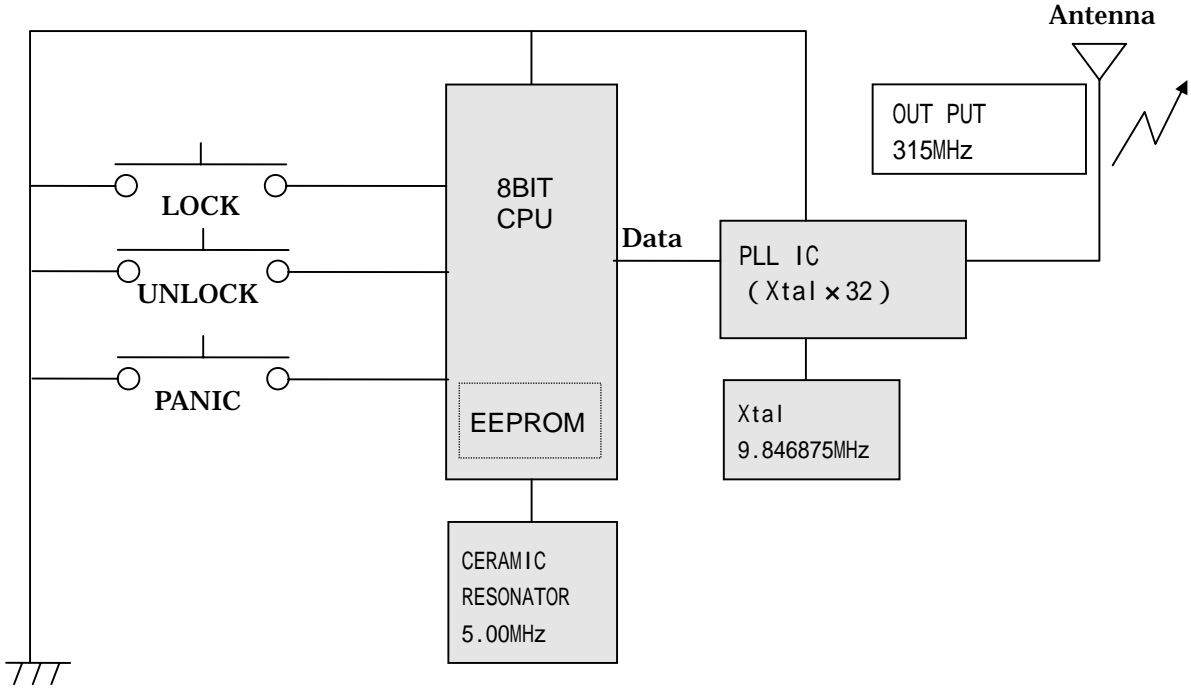 Antenna
OUT PUT
315MHz
LOCK
8BIT
CPU
UNLOCK
Data
PLL IC
(Xtal×32)
PANIC
EEPROM
Xtal
9.846875MHz
CERAMIC
RESONATOR
5.00MHz